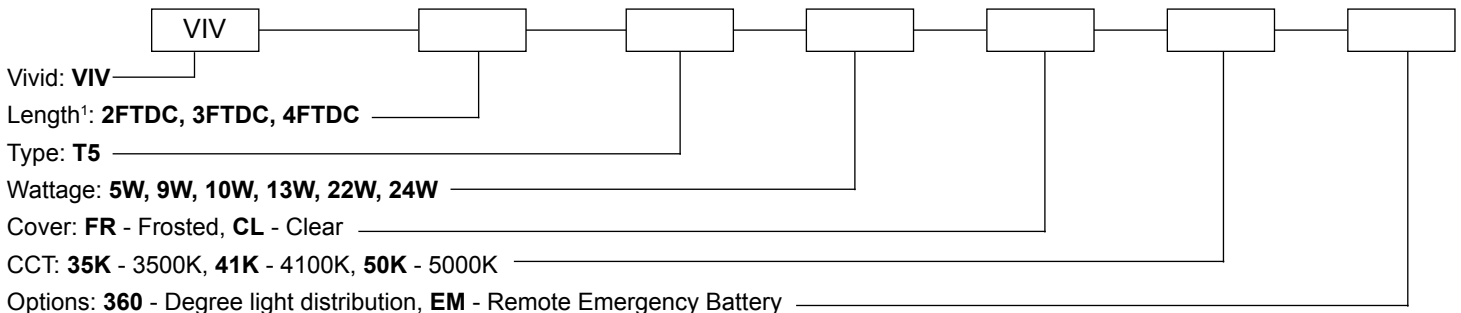 VIV
Vivid: VIV
Length¹: 2FTDC, 3FTDC, 4FTDC
Type: T5
Wattage: 5W, 9W, 10W, 13W, 22W, 24W
Cover: FR - Frosted, CL - Clear
CCT: 35K - 3500K, 41K - 4100K, 50K - 5000K
Options: 360 - Degree light distribution, EM - Remote Emergency Battery